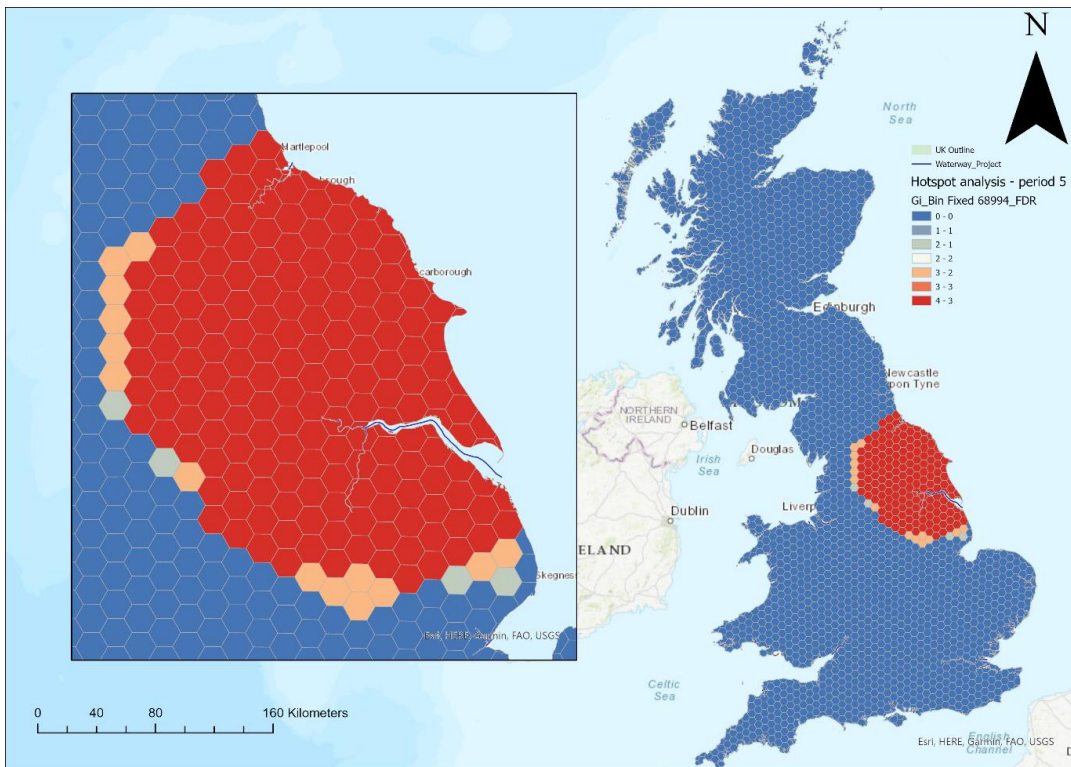 N
North
Sea
UK Outline
Waterway_Project
Hotspot analysis - period 5
Gi_Bin Fixed 68994_FDR
0 - 0
1 - 1
2 - 1
2 - 2
3 - 2
3 - 3
4 - 3
Edinburgh
Newcastle
pon Tyne
NORTHERN
IRELAND
Belfast
Douglas
Irish
Sea
Liverp
Dublin
ELAND
Celtic
Sea
English
Channel
Esri, HERE, Garmin, FAO, USGS
Hartlepool
brough
carborough
Skegness
Esri, HERE, Garmin, FAO, USGS
0 40 80 160 Kilometers